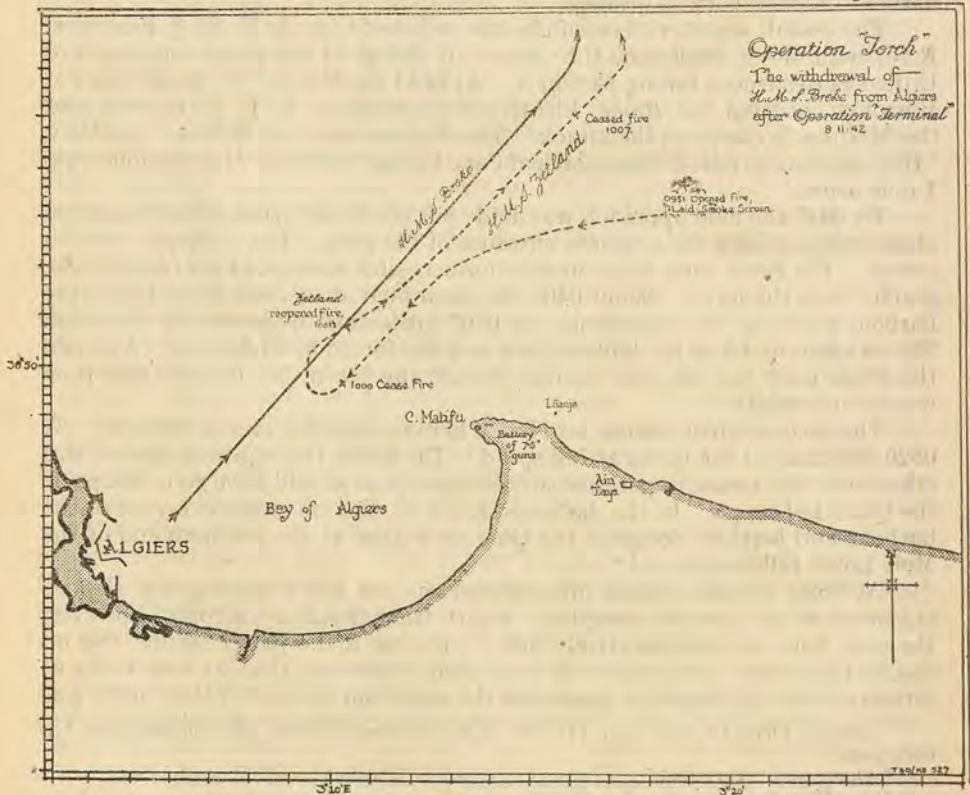 Operation "Torch"
The withdrawal of
H.M.S. Broke from Algiers
after Operation "Terminal"
8·11·42
Ceased fire
1007.
H.M.S. Broke
H.M.S. Zetland
0951 Opened Fire,
& Laid Smoke Screen
Zetland
reopened fire,
36°50'
1000 Cease Fire
C. Matifu
Battery
of 7·5"
guns
Ain
Taya
Bay of Algiers
ALGIERS
3°10'E
3°20'